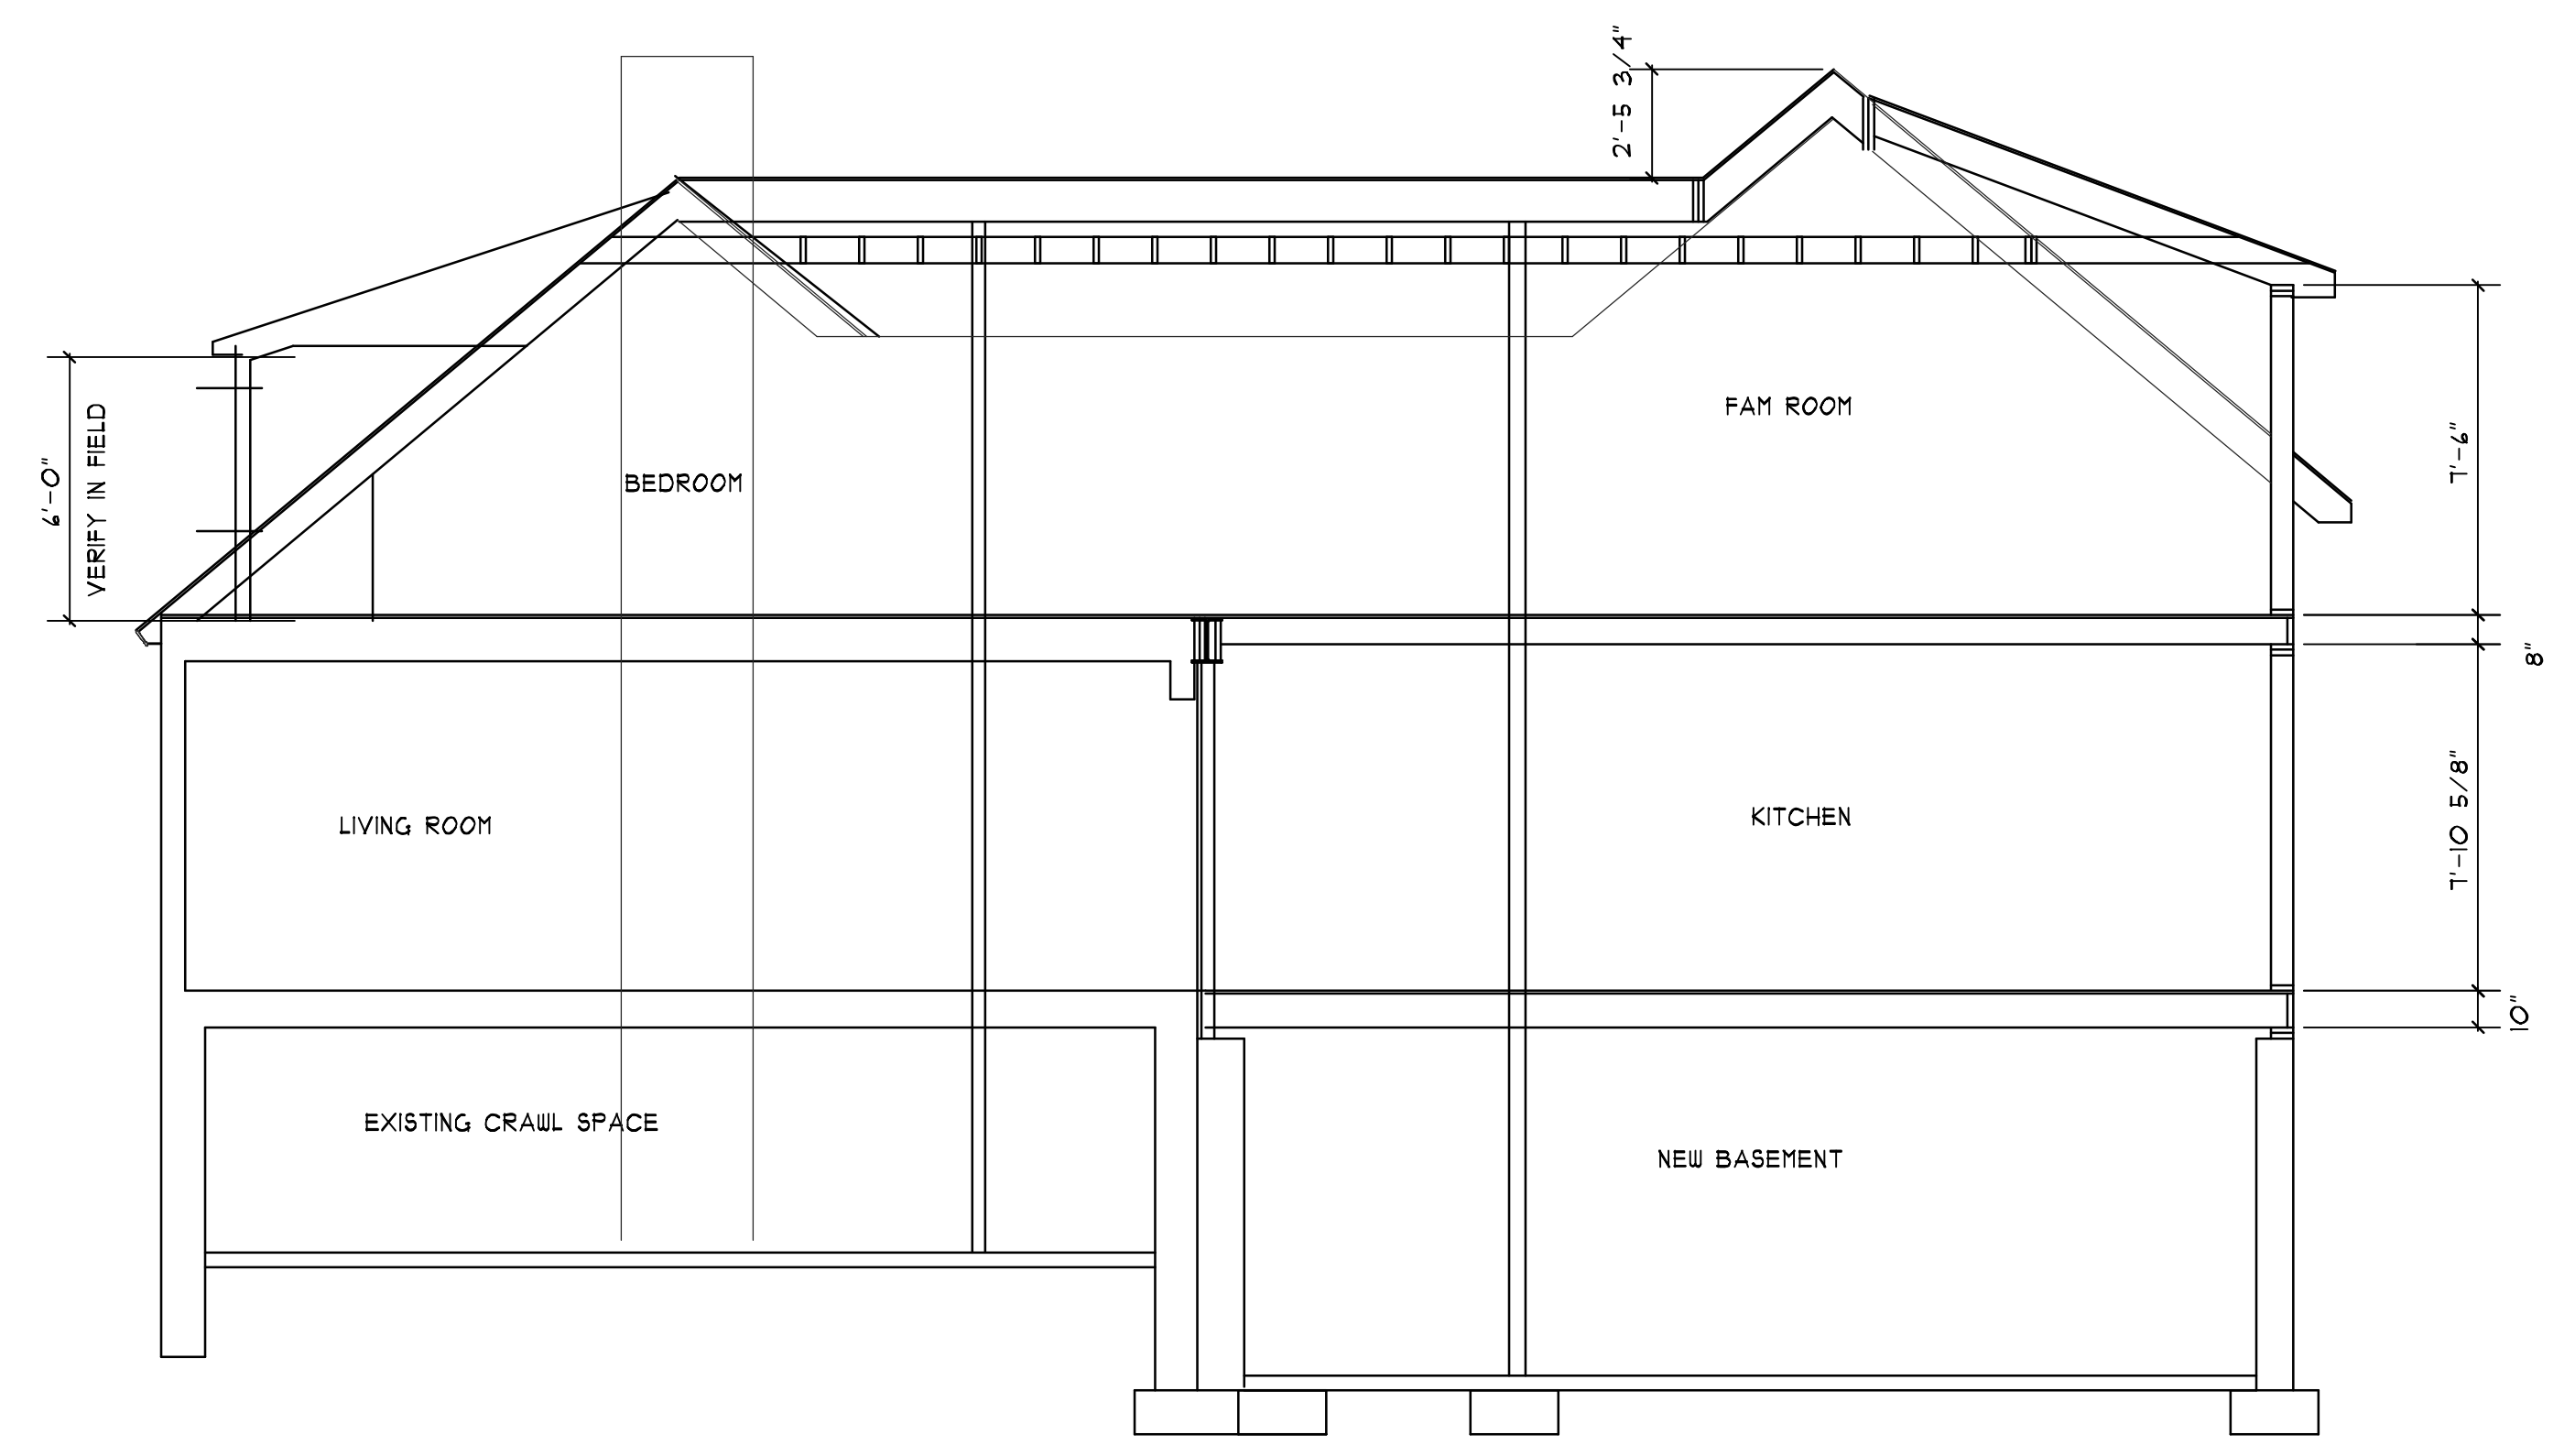 2'-5 3/4"
FAM ROOM
BEDROOM
6'-0"
VERIFY IN FIELD
7'-6"
8"
LIVING ROOM
KITCHEN
7'-10 5/8"
10"
EXISTING CRAWL SPACE
NEW BASEMENT